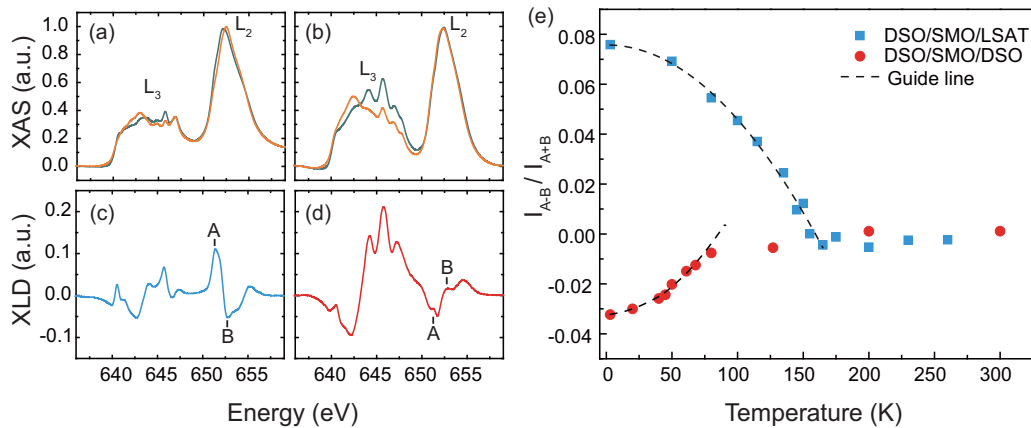 (a)
L₃
L₂
(b)
L₃
L₂
XAS (a.u.)
1.0
0.8
0.6
0.4
0.2
0.0
(c)
A
B
(d)
B
A
XLD (a.u.)
0.2
0.1
0.0
-0.1
640 645 650 655
640 645 650 655
Energy (eV)
(e)
DSO/SMO/LSAT
DSO/SMO/DSO
Guide line
I_A-B / I_A+B
0.08
0.06
0.04
0.02
0.00
-0.02
-0.04
0 50 100 150 200 250 300
Temperature (K)